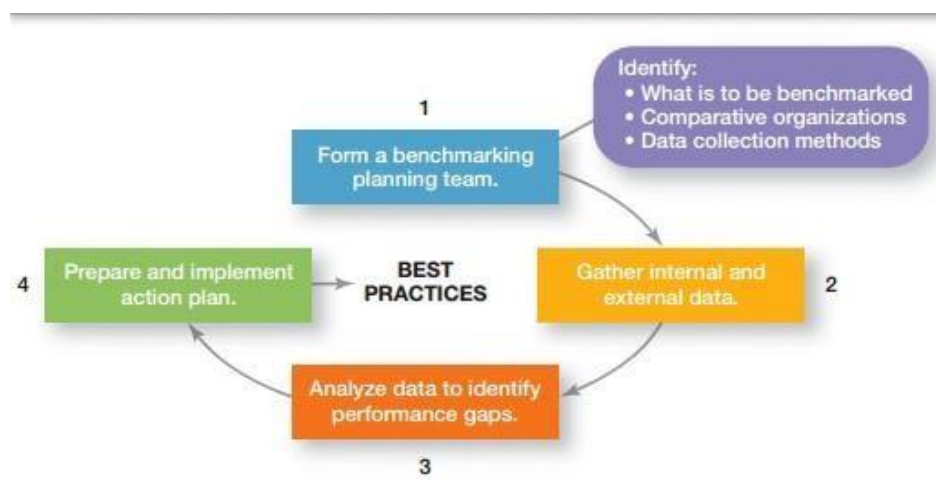 1
Form a benchmarking
planning team.
Identify:
• What is to be benchmarked
• Comparative organizations
• Data collection methods
Gather internal and
external data.
2
Analyze data to identify
performance gaps.
3
4
Prepare and implement
action plan.
BEST
PRACTICES